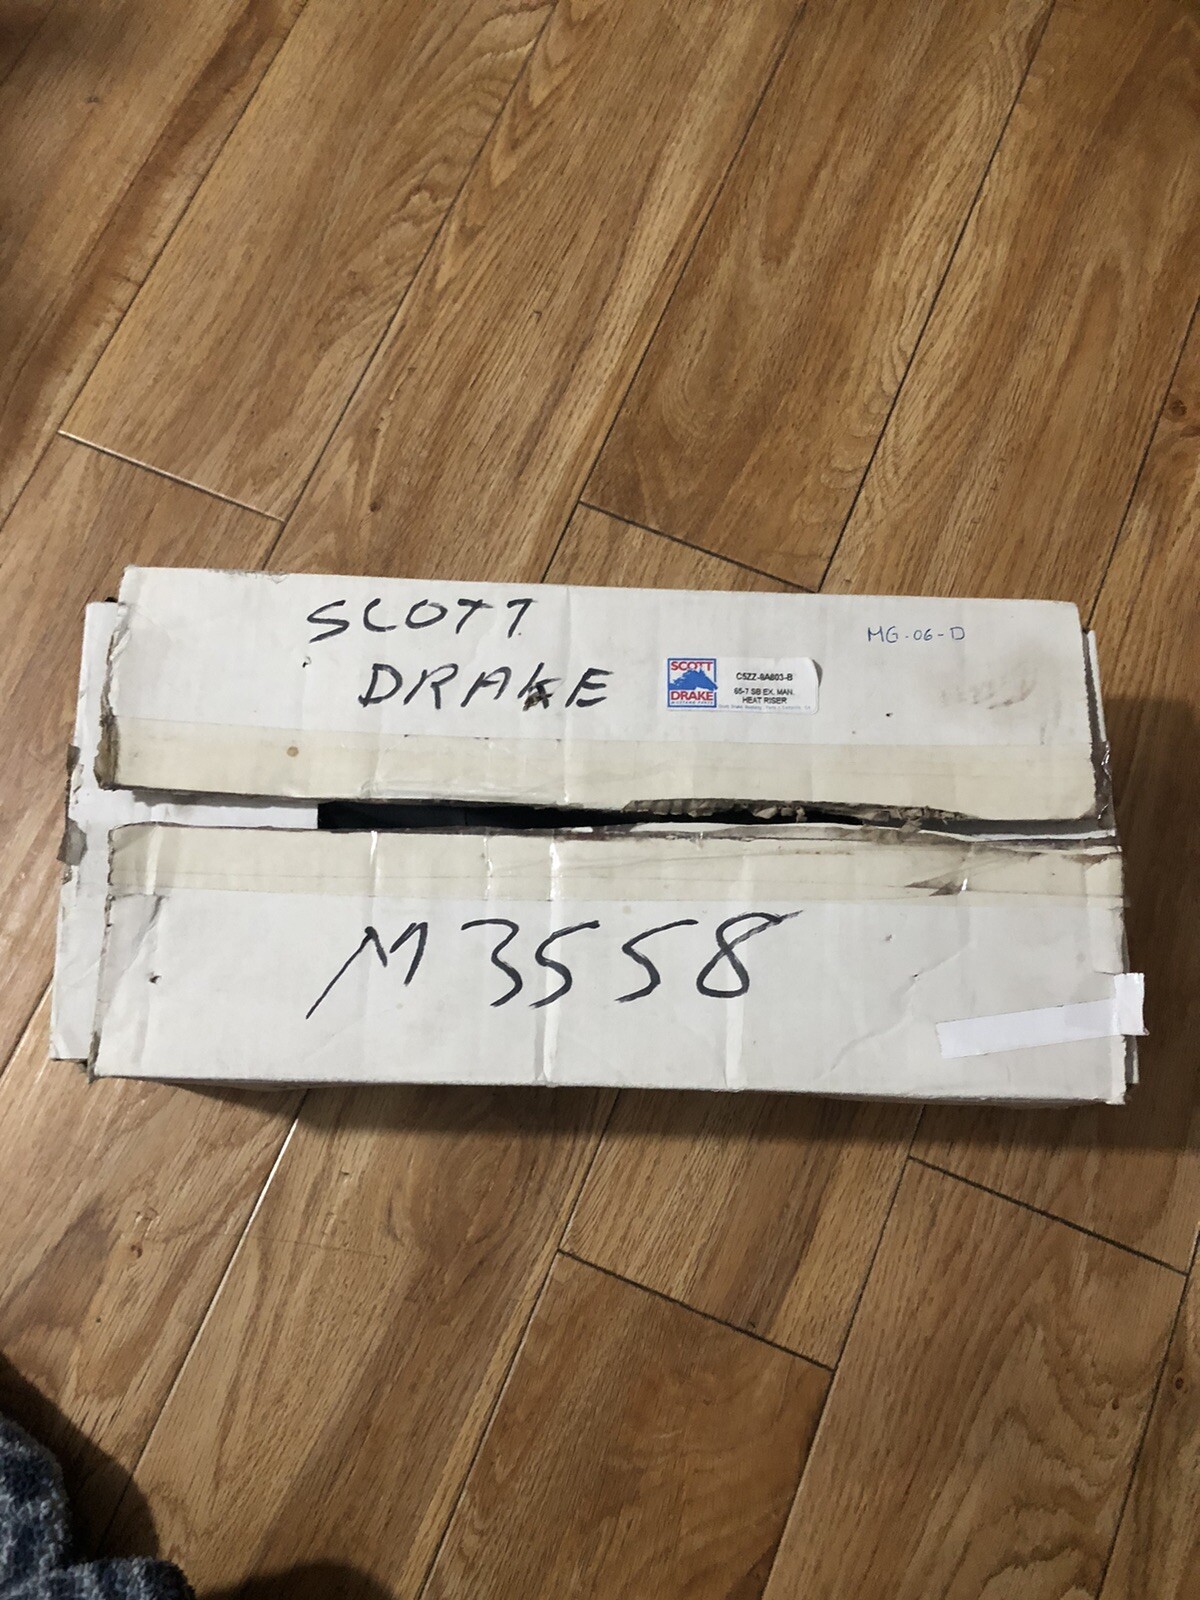 SCOTT
DRAKE
MG-06-D
SCOTT
DRAKE
C5ZZ-9A603-B
65-7 SB EX. MAN.
HEAT RISER
M3558